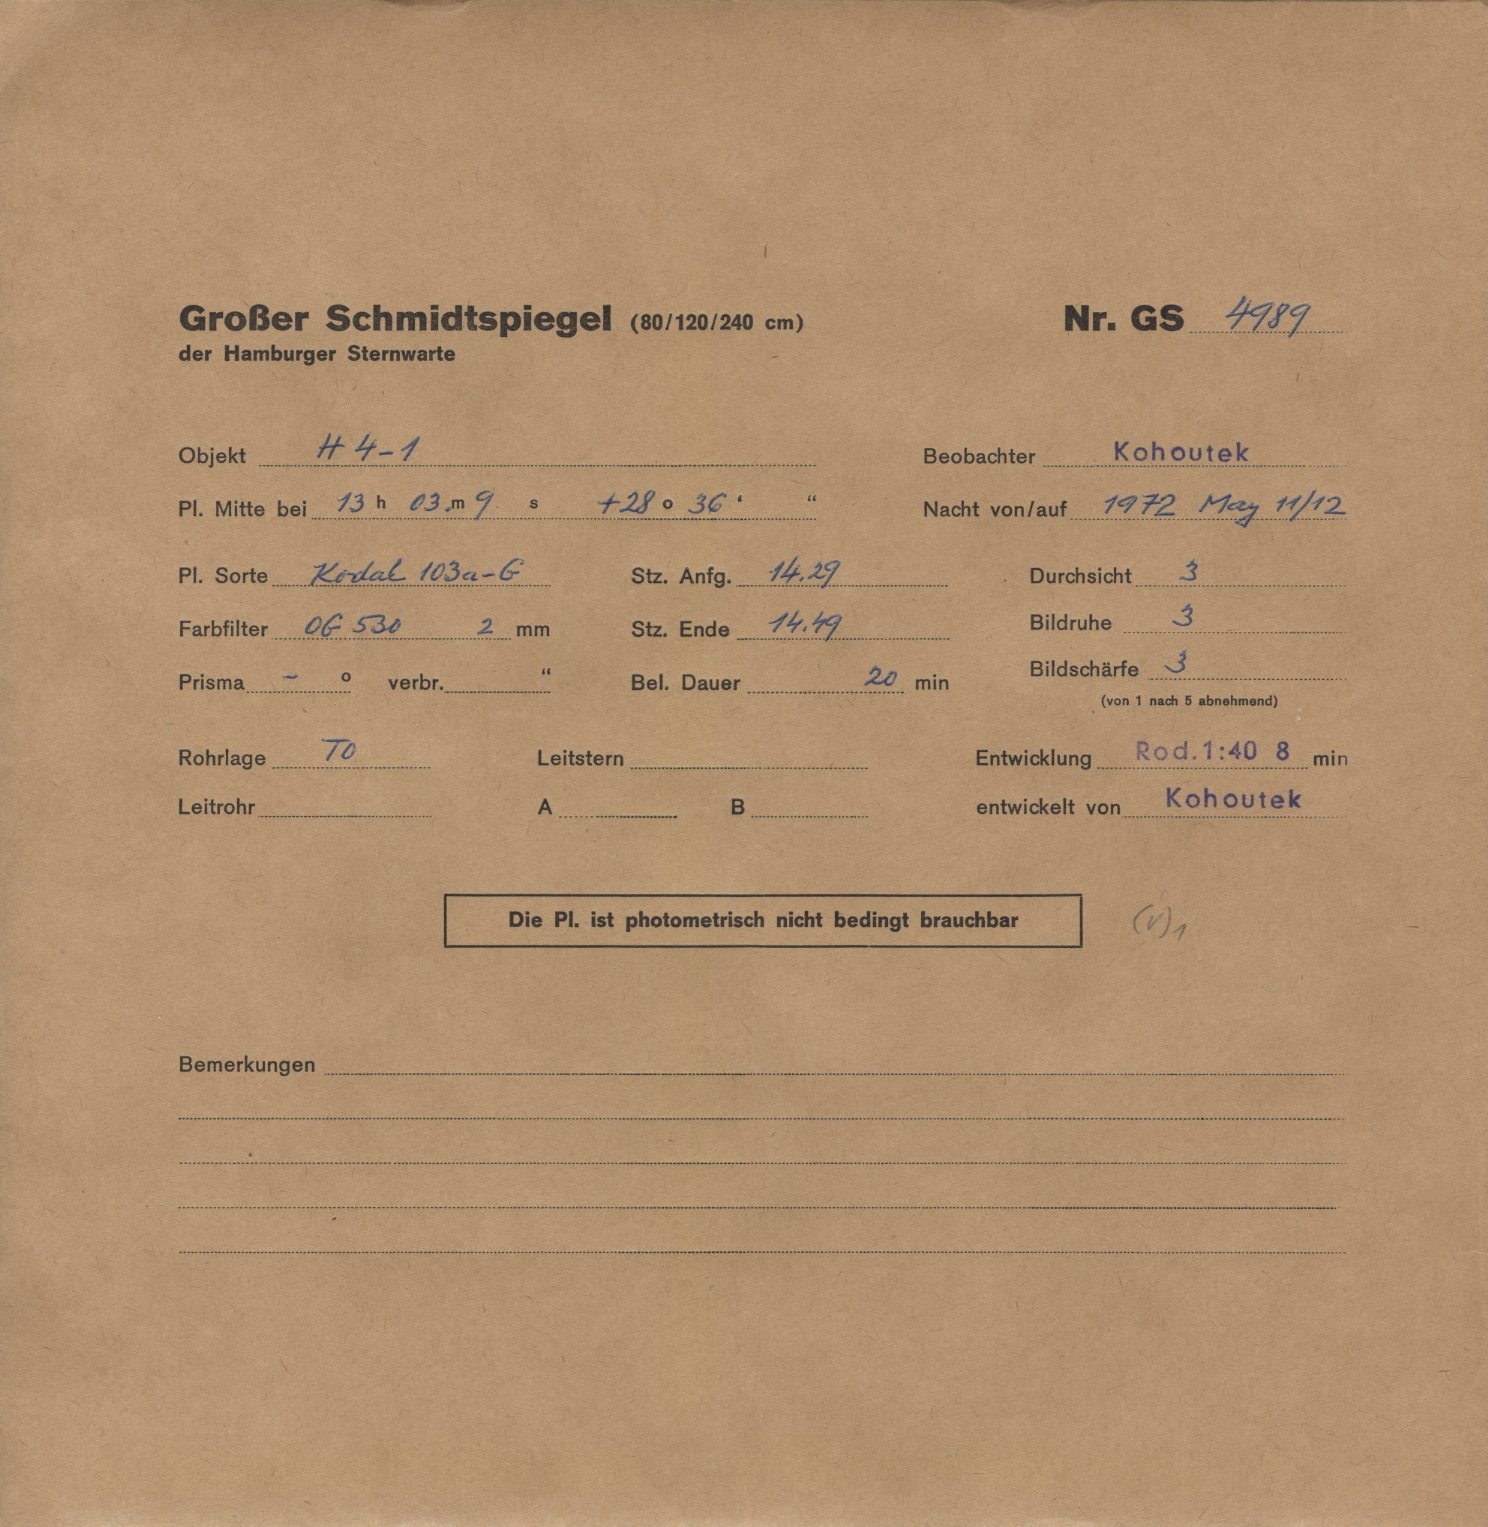 Großer Schmidtspiegel (80/120/240 cm) Nr. GS 4989
der Hamburger Sternwarte
Objekt H 4-1 Beobachter Kohoutek
Pl. Mitte bei 13 h 03.m 9 s +28 o 36 ‘ “ Nacht von/auf 1972 May 11/12
Pl. Sorte Kodak 103a-G Stz. Anfg. 14.29 Durchsicht 3
Farbfilter OG 530 2 mm Stz. Ende 14.49 Bildruhe 3
Prisma - o verbr. “ Bel. Dauer 20 min Bildschärfe 3
(von 1 nach 5 abnehmend)
Rohrlage TO Leitstern Entwicklung Rod.1:40 8 min
Leitrohr A B entwickelt von Kohoutek
Die Pl. ist photometrisch nicht bedingt brauchbar (V)1
Bemerkungen